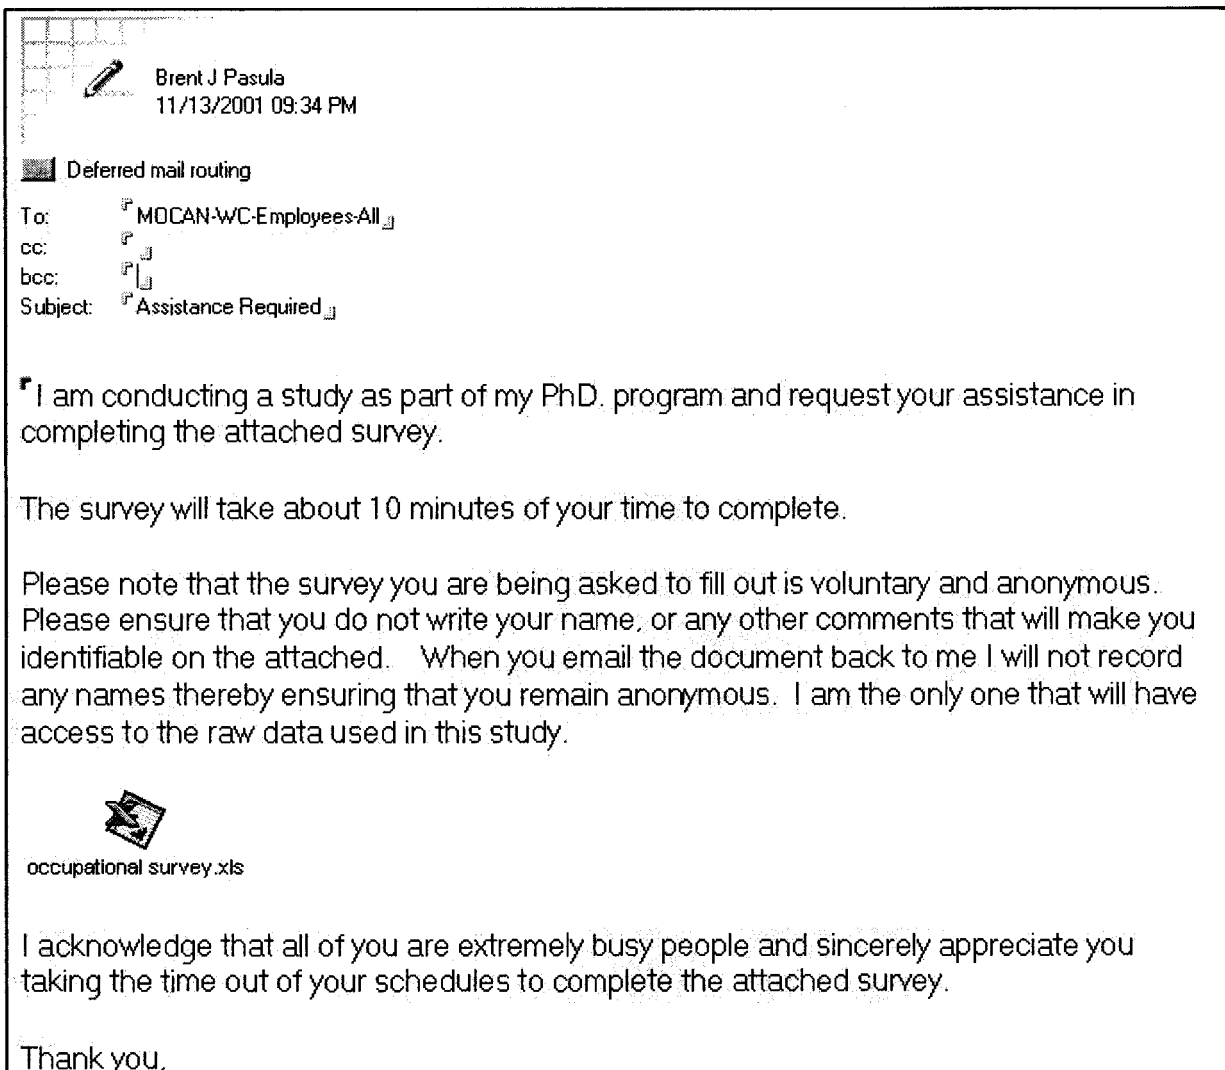 Brent J Pasula
11/13/2001 09:34 PM
Deferred mail routing
To: MOCAN-WC-Employees-All
cc:
bcc:
Subject: Assistance Required
I am conducting a study as part of my PhD. program and request your assistance in
completing the attached survey.
The survey will take about 10 minutes of your time to complete.
Please note that the survey you are being asked to fill out is voluntary and anonymous.
Please ensure that you do not write your name, or any other comments that will make you
identifiable on the attached. When you email the document back to me I will not record
any names thereby ensuring that you remain anonymous. I am the only one that will have
access to the raw data used in this study.
occupational survey.xls
I acknowledge that all of you are extremely busy people and sincerely appreciate you
taking the time out of your schedules to complete the attached survey.
Thank you,